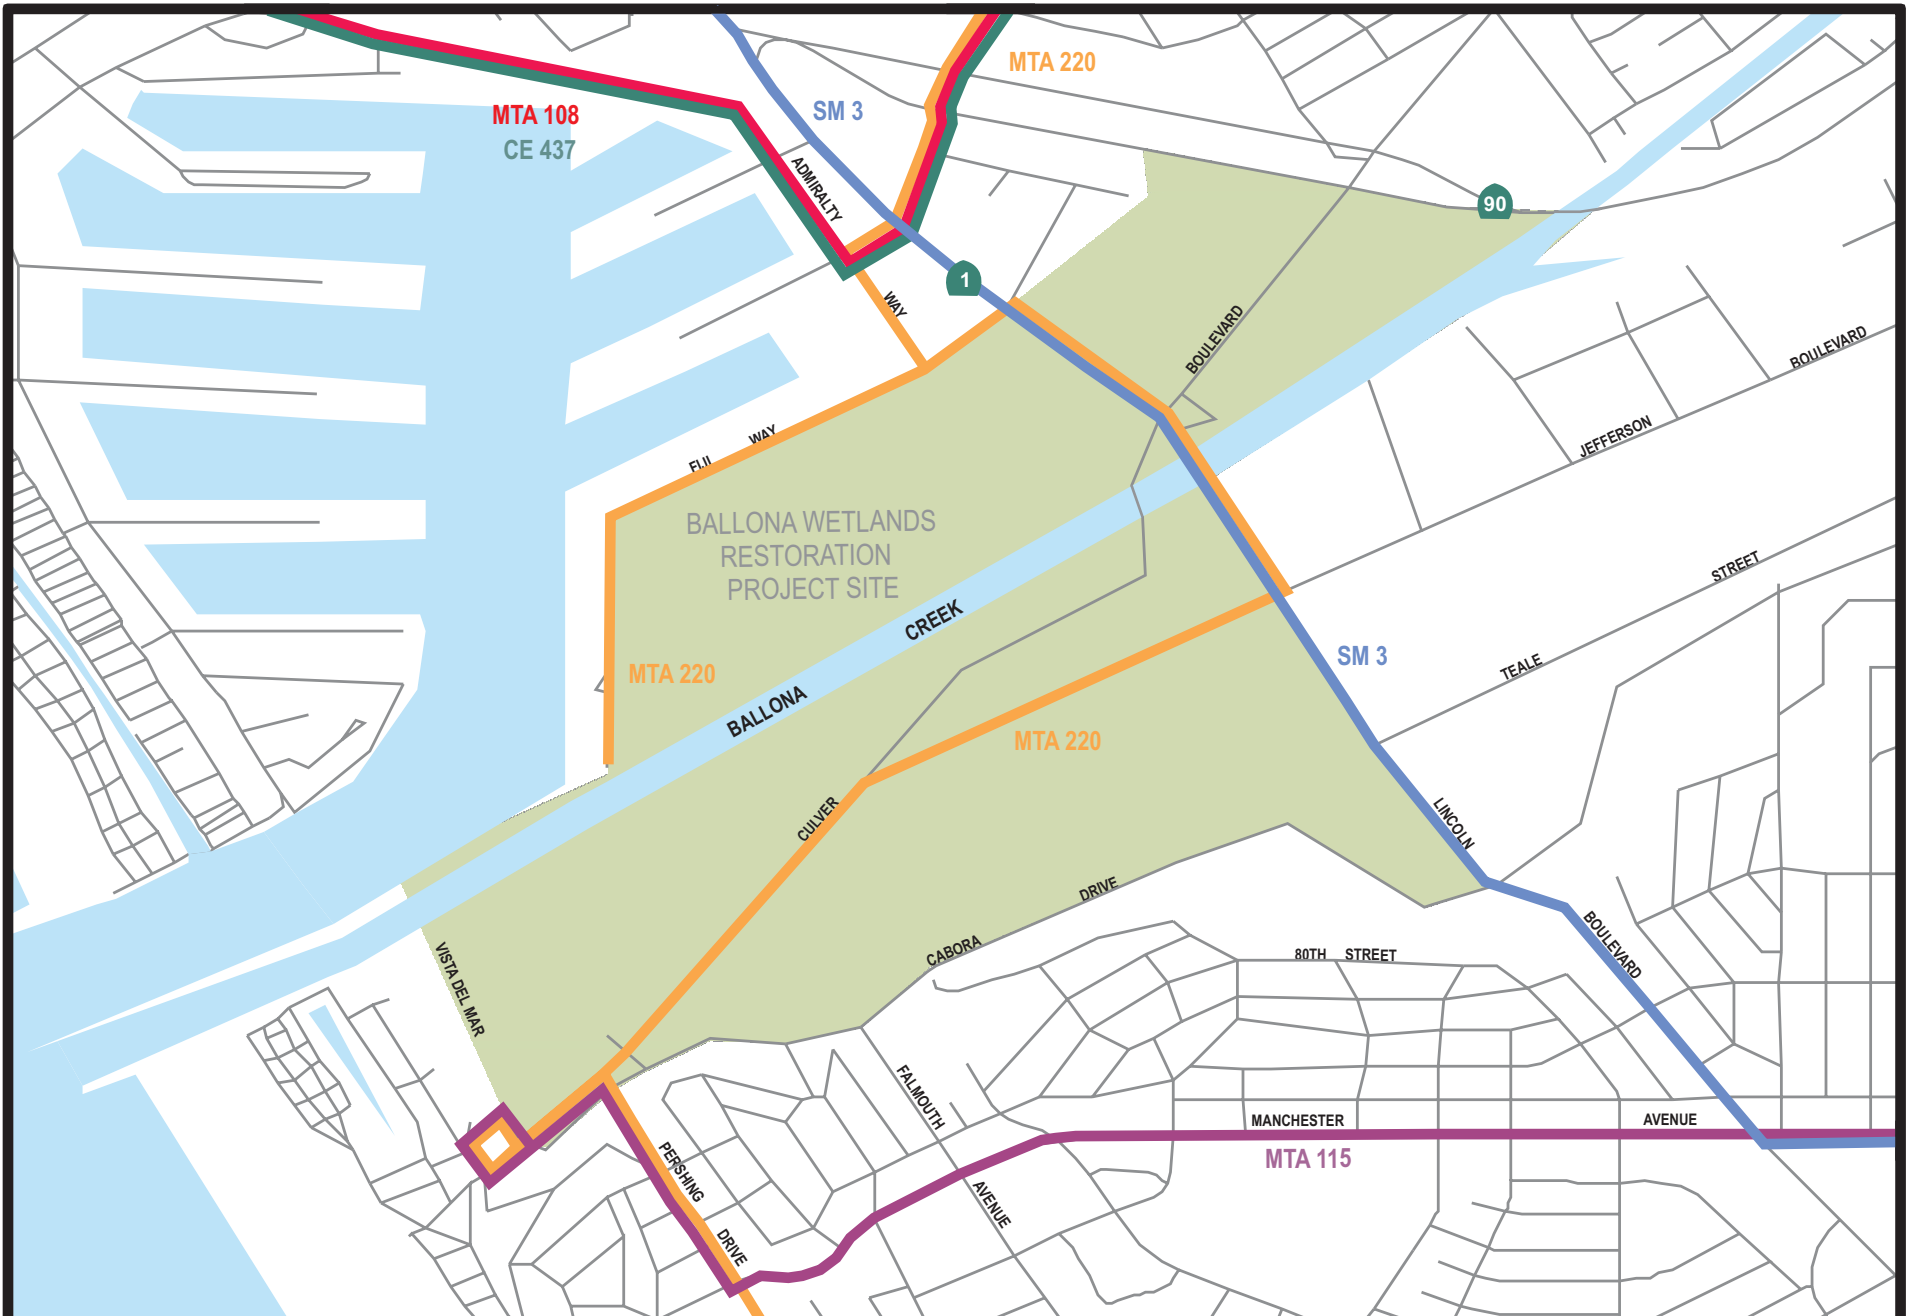 MTA 220
MTA 108
CE 437
SM 3
ADMIRALTY
WAY
90
1
BOULEVARD
BOULEVARD
JEFFERSON
FIJI
WAY
BALLONA WETLANDS
RESTORATION
PROJECT SITE
STREET
TEALE
CREEK
BALLONA
MTA 220
SM 3
MTA 220
CULVER
LINCOLN
BOULEVARD
DRIVE
CABORA
80TH STREET
VISTA DEL MAR
FALMOUTH
AVENUE
MANCHESTER
AVENUE
MTA 115
PERSHING
DRIVE